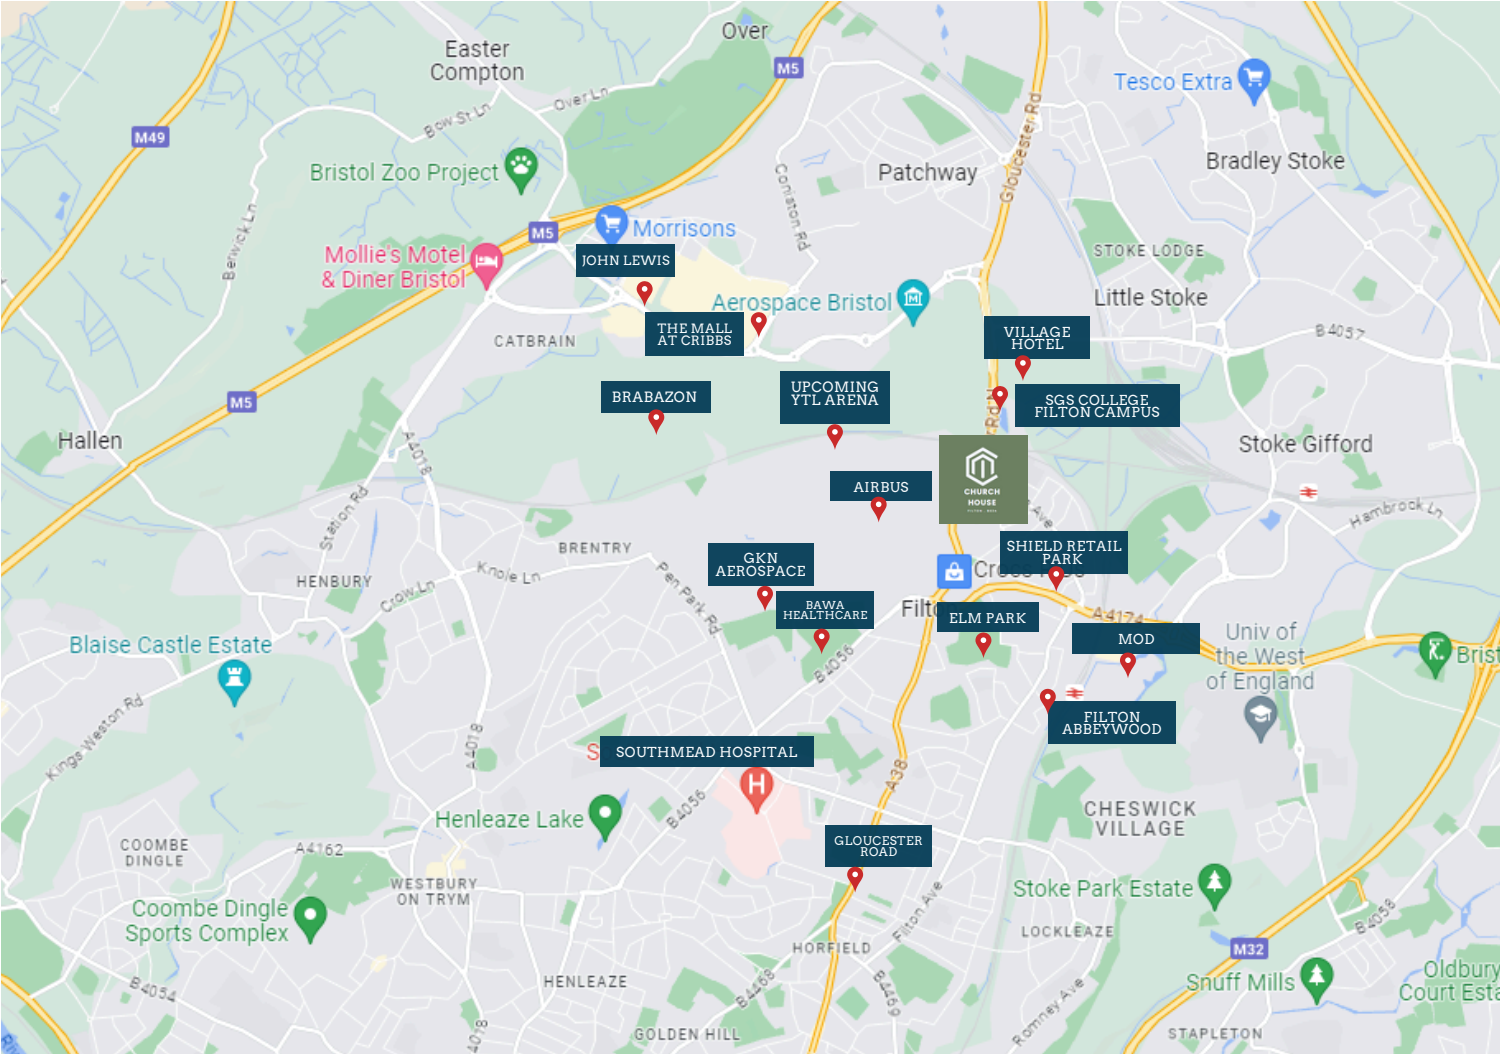 Over
Easter
Compton
M5
Tesco Extra
Over Ln
Bow St Ln
M49
Gloucester Rd
Bradley Stoke
Bristol Zoo Project
Patchway
Coniston Rd
Berwick Ln
M5
Morrisons
Mollie's Motel
& Diner Bristol
JOHN LEWIS
STOKE LODGE
Aerospace Bristol
Little Stoke
CATBRAIN
THE MALL
AT CRIBBS
VILLAGE
HOTEL
B4057
M5
BRABAZON
UPCOMING
YTL ARENA
SGS COLLEGE
FILTON CAMPUS
Hallen
A4018
Stoke Gifford
CHURCH
HOUSE
AIRBUS
Station Rd
Ave
Hambrock Ln
BRENTRY
SHIELD RETAIL
PARK
GKN
AEROSPACE
HENBURY
Knole Ln
Crow Ln
Pen Park Rd
BAWA
HEALTHCARE
ELM PARK
A4174
MOD
Univ of
the West
of England
Blaise Castle Estate
B4056
Kings Weston Rd
FILTON
ABBEYWOOD
A4018
SOUTHMEAD HOSPITAL
H
A38
Henleaze Lake
B4056
CHESWICK
VILLAGE
COOMBE
DINGLE
A4162
GLOUCESTER
ROAD
WESTBURY
ON TRYM
Stoke Park Estate
Coombe Dingle
Sports Complex
Filton Ave
B4058
HORFIELD
LOCKLEAZE
M32
HENLEAZE
B4054
B4468
B4469
Snuff Mills
Oldbury
Court Esta
Romney Ave
GOLDEN HILL
STAPLETON